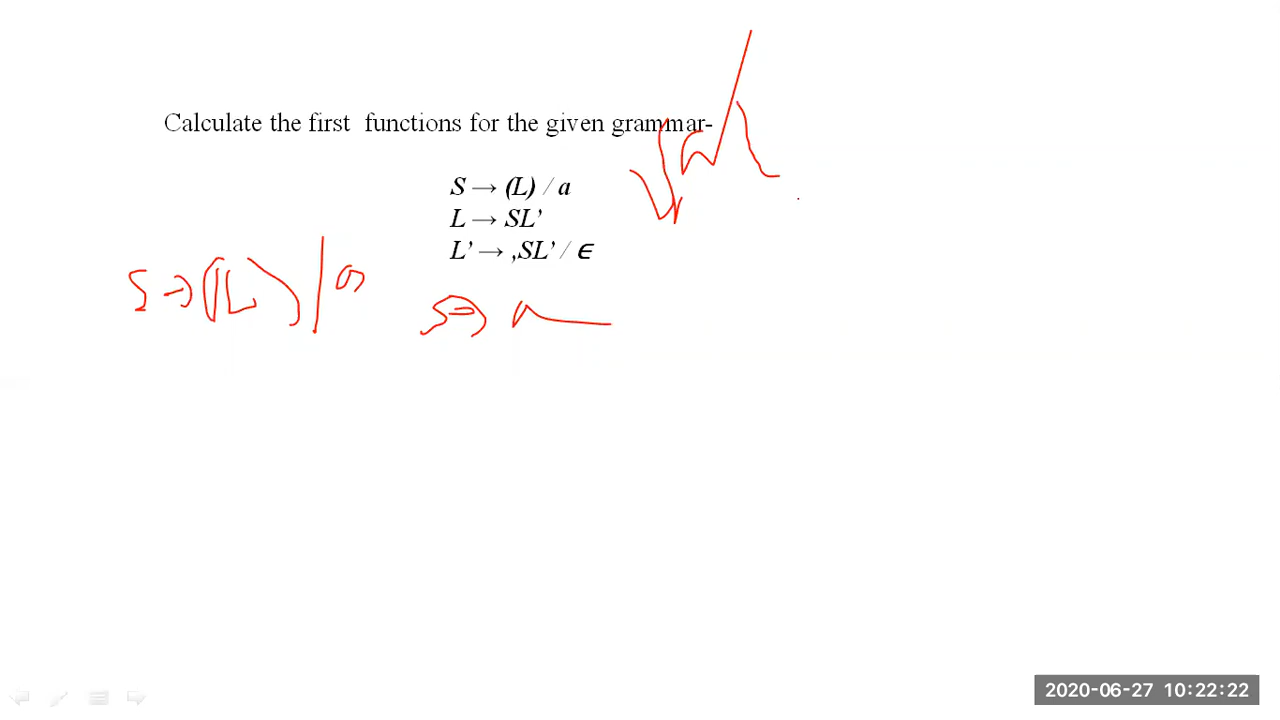 Calculate the first functions for the given grammar-
S → (L) / a
L → SL’
L’ → ,SL’ / ϵ
S → (L) | a
S → a
2020-06-27 10:22:22